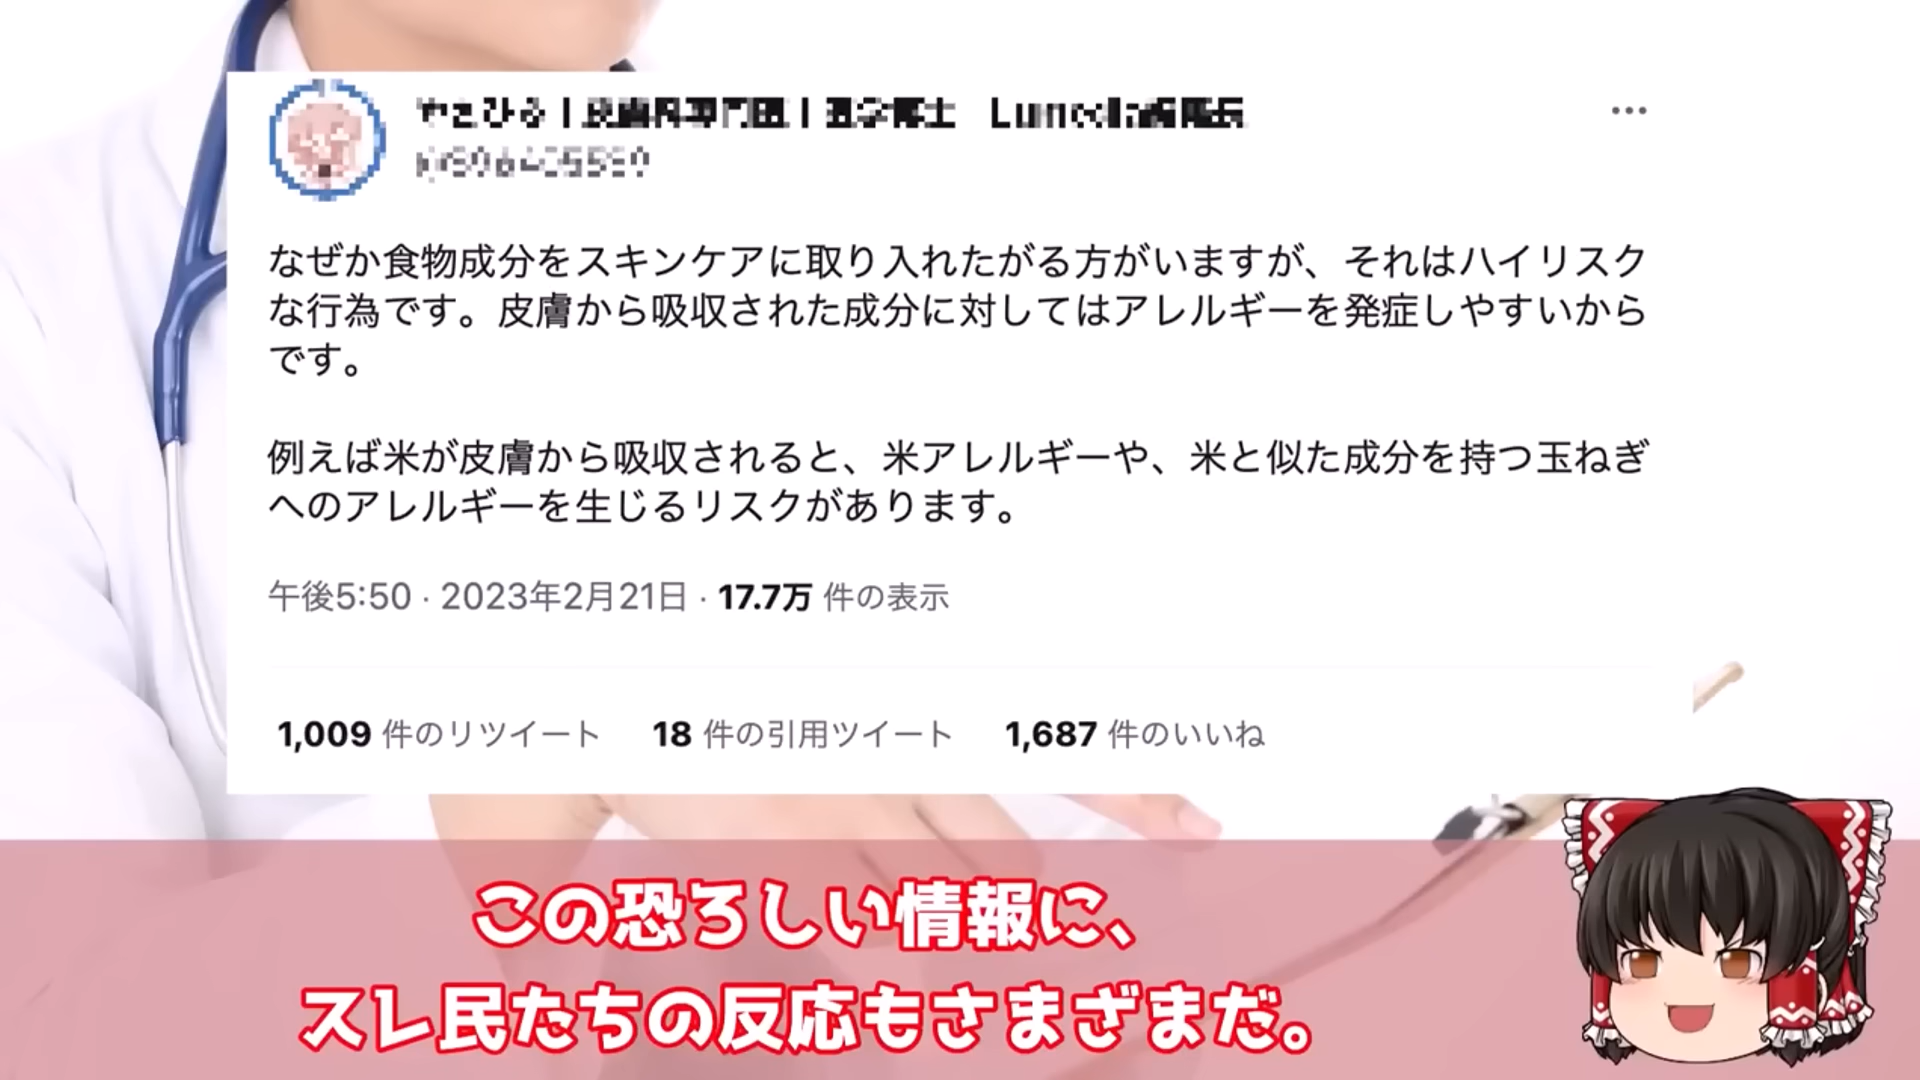 なぜか食物成分をスキンケアに取り入れたがる方がいますが、それはハイリスク
な行為です。皮膚から吸収された成分に対してはアレルギーを発症しやすいから
です。
例えば米が皮膚から吸収されると、米アレルギーや、米と似た成分を持つ玉ねぎ
へのアレルギーを生じるリスクがあります。
午後5:50 · 2023年2月21日 · 17.7万 件の表示
1,009 件のリツイート 18 件の引用ツイート 1,687 件のいいね
この恐ろしい情報に、
スレ民たちの反応もさまざまだ。